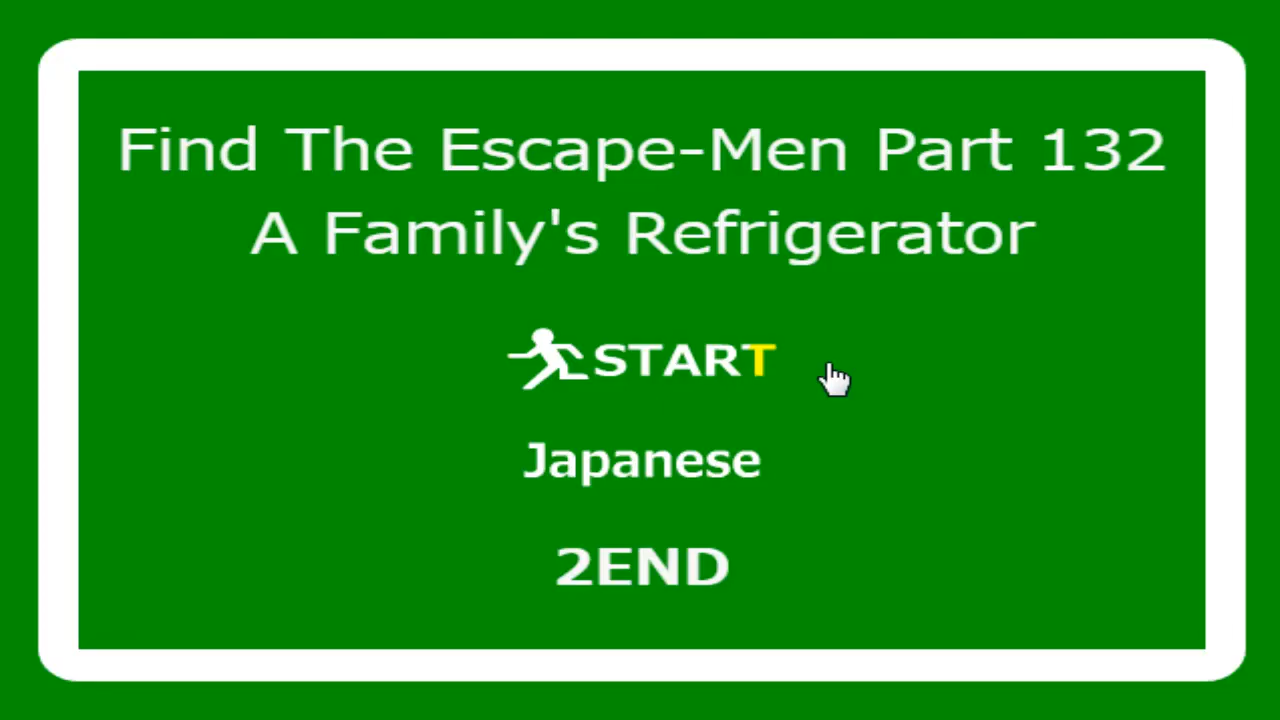 Find The Escape-Men Part 132
A Family's Refrigerator
START
Japanese
2END